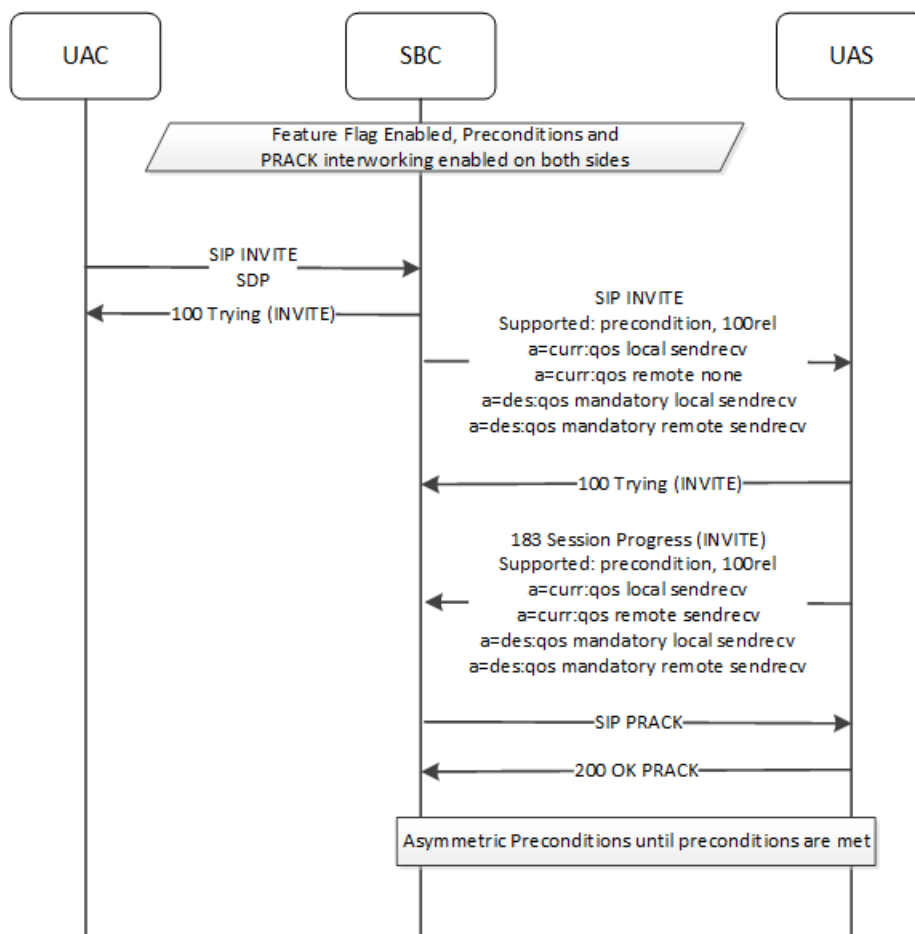 UAC
SBC
UAS
Feature Flag Enabled, Preconditions and
PRACK interworking enabled on both sides
SIP INVITE
SDP
100 Trying (INVITE)
SIP INVITE
Supported: precondition, 100rel
a=curr:qos local sendrecv
a=curr:qos remote none
a=des:qos mandatory local sendrecv
a=des:qos mandatory remote sendrecv
100 Trying (INVITE)
183 Session Progress (INVITE)
Supported: precondition, 100rel
a=curr:qos local sendrecv
a=curr:qos remote sendrecv
a=des:qos mandatory local sendrecv
a=des:qos mandatory remote sendrecv
SIP PRACK
200 OK PRACK
Asymmetric Preconditions until preconditions are met